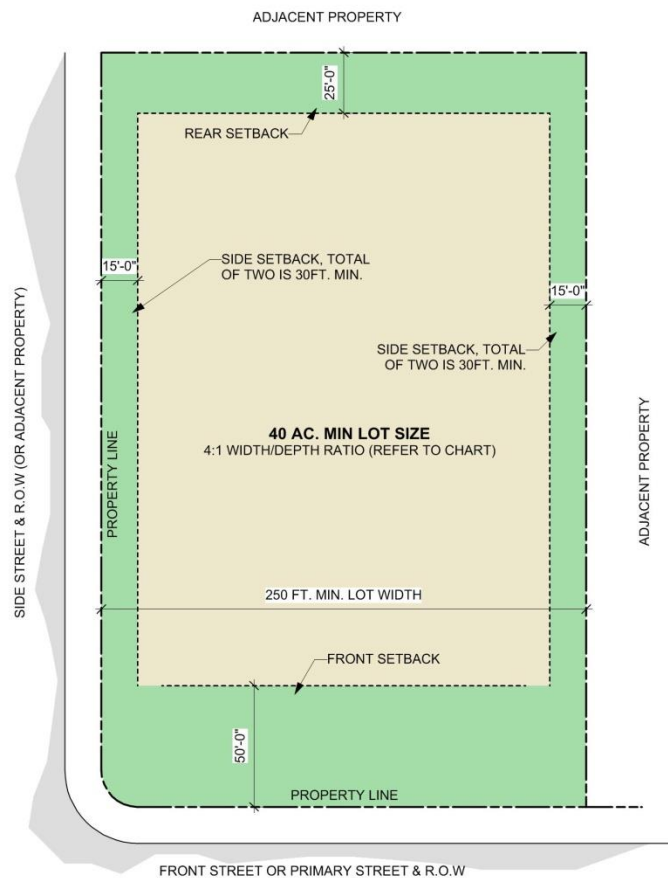 ADJACENT PROPERTY
25'-0"
REAR SETBACK
15'-0"
SIDE SETBACK, TOTAL
OF TWO IS 30FT. MIN.
15'-0"
SIDE SETBACK, TOTAL
OF TWO IS 30FT. MIN.
SIDE STREET & R.O.W (OR ADJACENT PROPERTY)
PROPERTY LINE
40 AC. MIN LOT SIZE
4:1 WIDTH/DEPTH RATIO (REFER TO CHART)
ADJACENT PROPERTY
250 FT. MIN. LOT WIDTH
FRONT SETBACK
50'-0"
PROPERTY LINE
FRONT STREET OR PRIMARY STREET & R.O.W